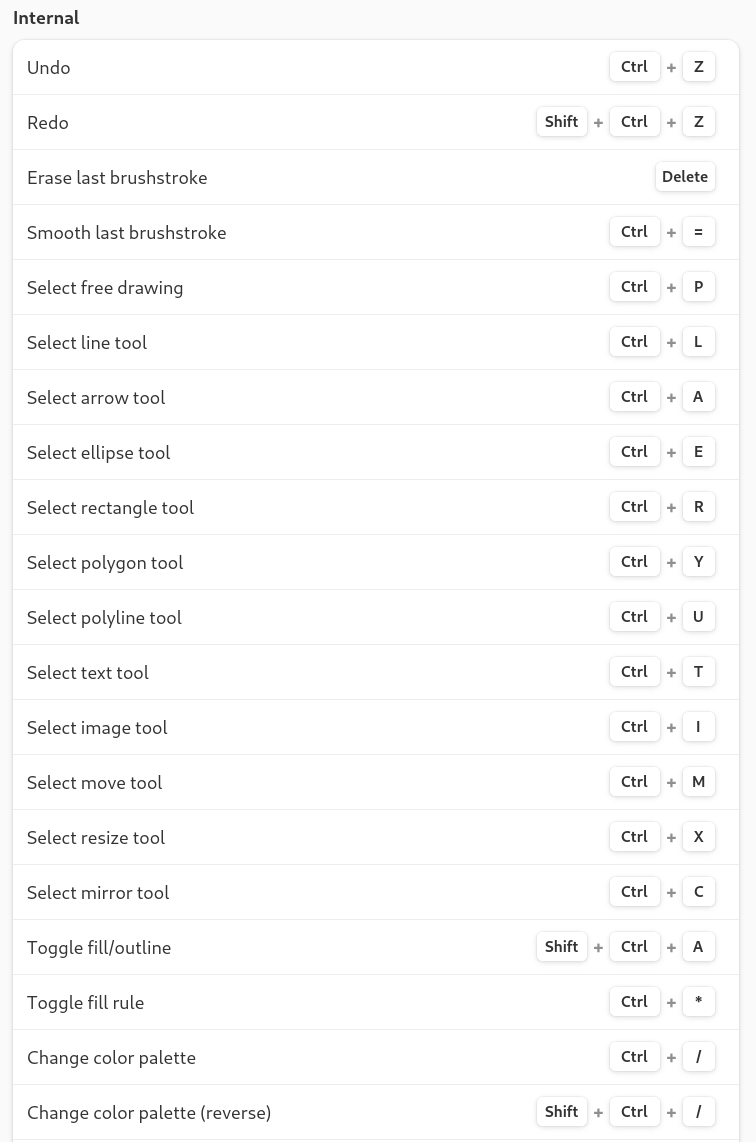 Internal
Undo Ctrl + Z
Redo Shift + Ctrl + Z
Erase last brushstroke Delete
Smooth last brushstroke Ctrl + =
Select free drawing Ctrl + P
Select line tool Ctrl + L
Select arrow tool Ctrl + A
Select ellipse tool Ctrl + E
Select rectangle tool Ctrl + R
Select polygon tool Ctrl + Y
Select polyline tool Ctrl + U
Select text tool Ctrl + T
Select image tool Ctrl + I
Select move tool Ctrl + M
Select resize tool Ctrl + X
Select mirror tool Ctrl + C
Toggle fill/outline Shift + Ctrl + A
Toggle fill rule Ctrl + *
Change color palette Ctrl + /
Change color palette (reverse) Shift + Ctrl + /